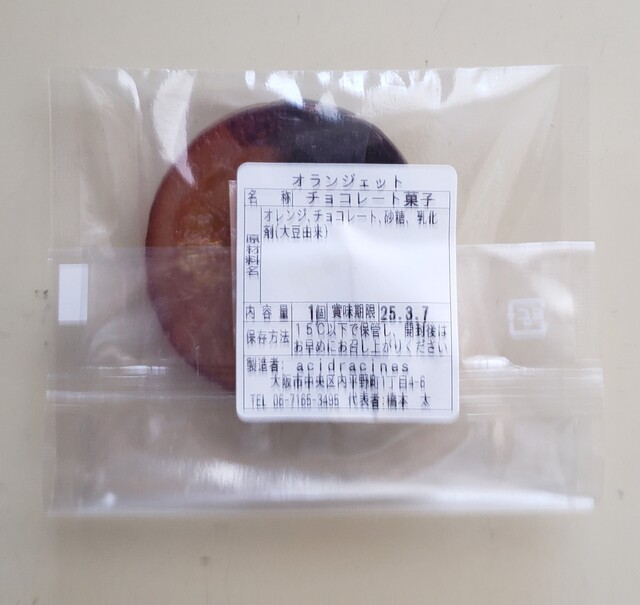 オランジェット
名 称 チョコレート菓子
原材料名 オレンジ、チョコレート、砂糖、乳化
剤(大豆由来)
内 容 量 1個 賞味期限 25.3.7
保存方法 15℃以下で保管し、開封後は
お早めにお召し上がりください
製造者: acidracines
大阪市中央区内平野町1丁目4-6
TEL 06-7165-3495 代表者:橋本 太
プラ